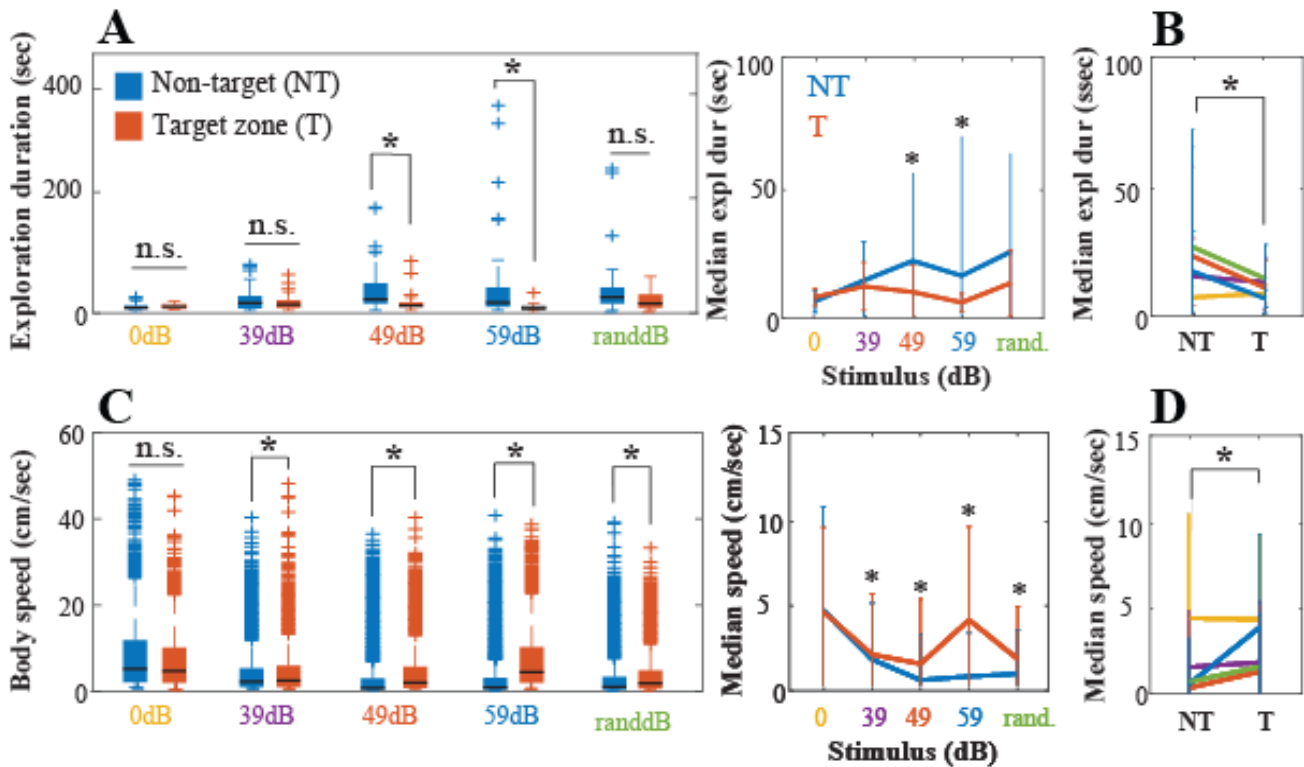 A
Exploration duration (sec)
400
200
0
Non-target (NT)
Target zone (T)
n.s.
n.s.
*
*
n.s.
0dB 39dB 49dB 59dB randdB
Median expl dur (sec)
100
50
0
NT
T
*
*
0 39 49 59 rand.
Stimulus (dB)
B
Median expl dur (ssec)
100
50
0
*
NT T
C
Body speed (cm/sec)
60
40
20
0
n.s.
*
*
*
*
0dB 39dB 49dB 59dB randdB
Median speed (cm/sec)
15
10
5
0
*
*
*
*
0 39 49 59 rand.
Stimulus (dB)
D
Median speed (cm/sec)
15
10
5
0
*
NT T